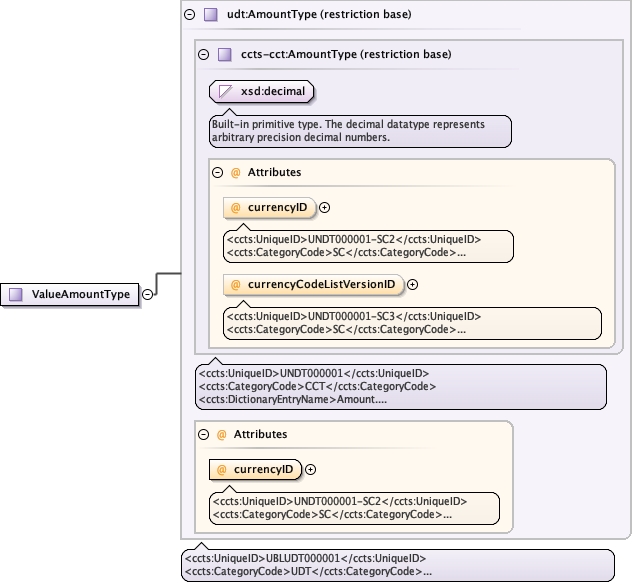 udt:AmountType (restriction base)
ccts-cct:AmountType (restriction base)
xsd:decimal
Built-in primitive type. The decimal datatype represents
arbitrary precision decimal numbers.
@ Attributes
@ currencyID
<ccts:UniqueID>UNDT000001-SC2</ccts:UniqueID>
<ccts:CategoryCode>SC</ccts:CategoryCode>...
@ currencyCodeListVersionID
<ccts:UniqueID>UNDT000001-SC3</ccts:UniqueID>
<ccts:CategoryCode>SC</ccts:CategoryCode>...
ValueAmountType
<ccts:UniqueID>UNDT000001</ccts:UniqueID>
<ccts:CategoryCode>CCT</ccts:CategoryCode>
<ccts:DictionaryEntryName>Amount....
@ Attributes
@ currencyID
<ccts:UniqueID>UNDT000001-SC2</ccts:UniqueID>
<ccts:CategoryCode>SC</ccts:CategoryCode>...
<ccts:UniqueID>UBLUDT000001</ccts:UniqueID>
<ccts:CategoryCode>UDT</ccts:CategoryCode>...